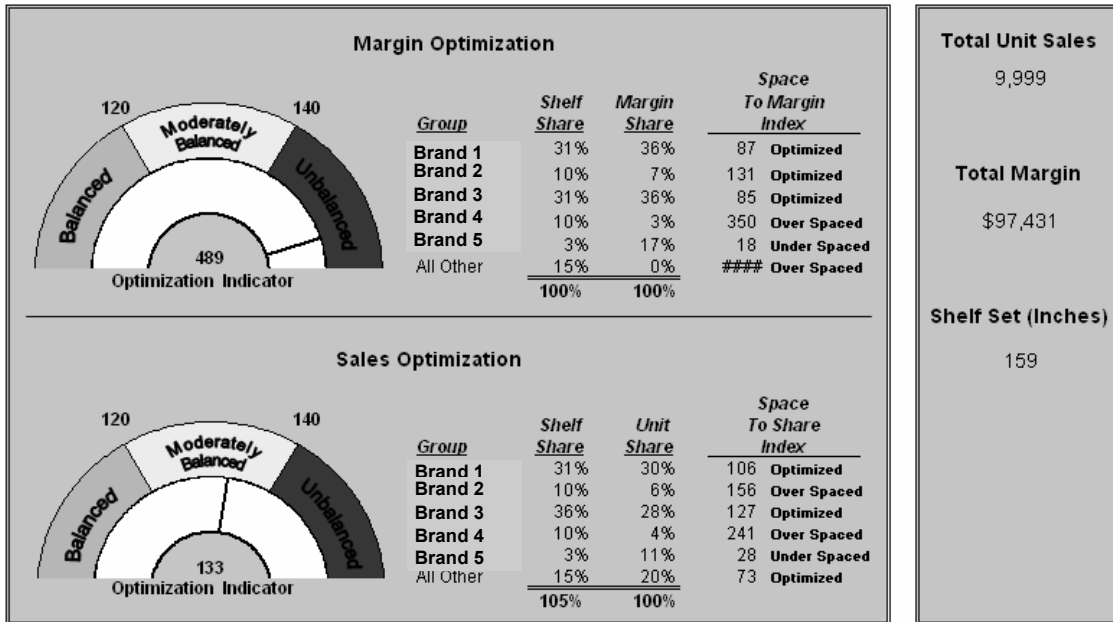 Margin Optimization
120
140
Balanced
Moderately
Balanced
Unbalanced
489
Optimization Indicator
Space
Shelf Margin To Margin
Group Share Share Index
Brand 1 31% 36% 87 Optimized
Brand 2 10% 7% 131 Optimized
Brand 3 31% 36% 85 Optimized
Brand 4 10% 3% 350 Over Spaced
Brand 5 3% 17% 18 Under Spaced
All Other 15% 0% #### Over Spaced
100% 100%
Sales Optimization
120
140
Balanced
Moderately
Balanced
Unbalanced
133
Optimization Indicator
Space
Shelf Unit To Share
Group Share Share Index
Brand 1 31% 30% 106 Optimized
Brand 2 10% 6% 156 Over Spaced
Brand 3 36% 28% 127 Optimized
Brand 4 10% 4% 241 Over Spaced
Brand 5 3% 11% 28 Under Spaced
All Other 15% 20% 73 Optimized
105% 100%
Total Unit Sales
9,999
Total Margin
$97,431
Shelf Set (Inches)
159